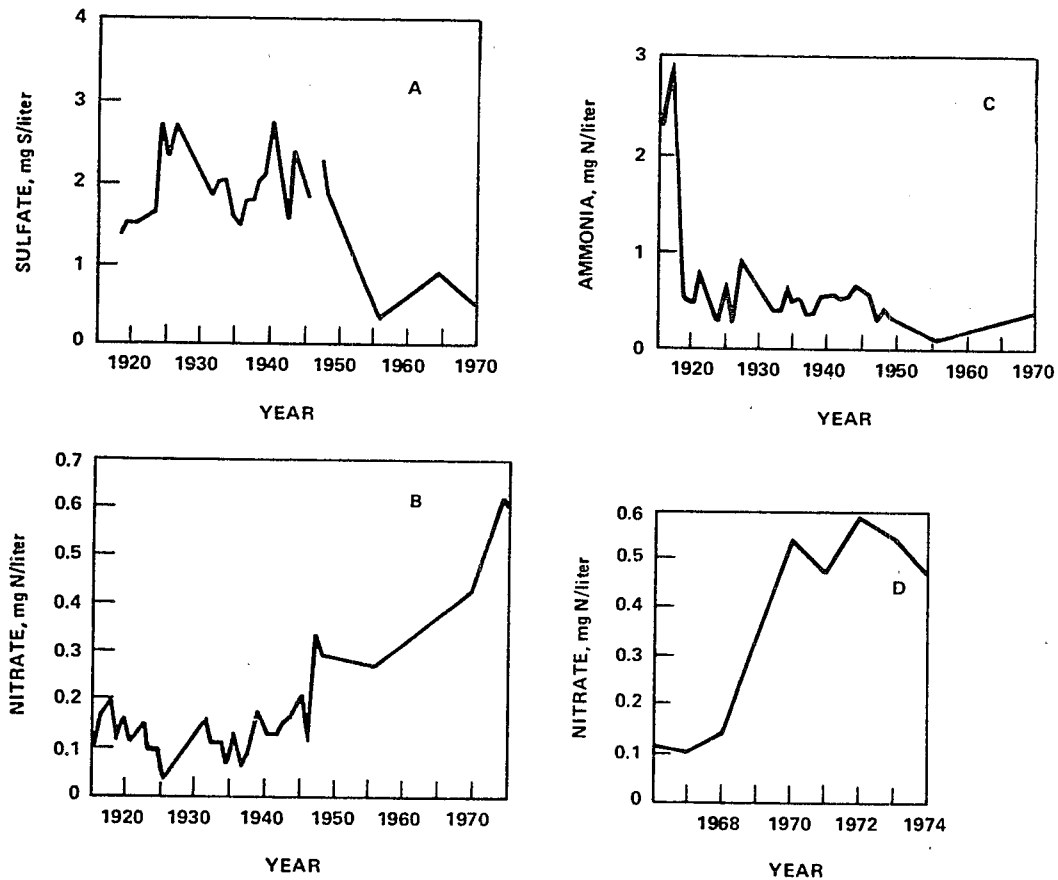 4
3
2
1
0
SULFATE, mg S/liter
A
1920 1930 1940 1950 1960 1970
YEAR
3
2
1
0
AMMONIA, mg N/liter
C
1920 1930 1940 1950 1960 1970
YEAR
0.7
0.6
0.5
0.4
0.3
0.2
0.1
0
NITRATE, mg N/liter
B
1920 1930 1940 1950 1960 1970
YEAR
0.6
0.5
0.4
0.3
0.2
0.1
0
NITRATE, mg N/liter
D
1968 1970 1972 1974
YEAR